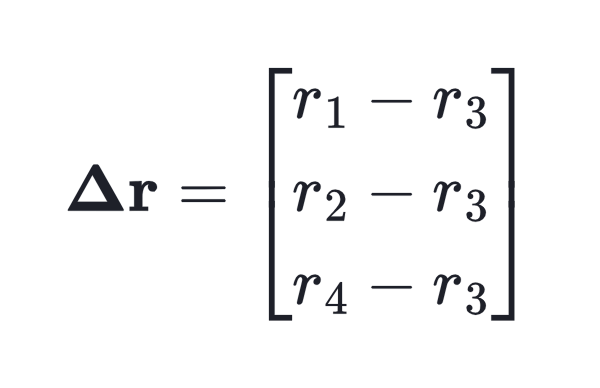 r₁ − r₃
𝚫𝐫 = r₂ − r₃
r₄ − r₃